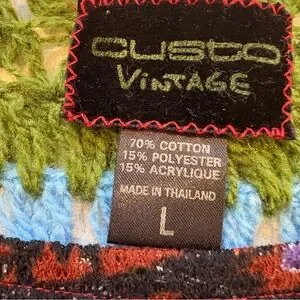 custo
VINTAGE
70% COTTON
15% POLYESTER
15% ACRYLIQUE
MADE IN THAILAND
L